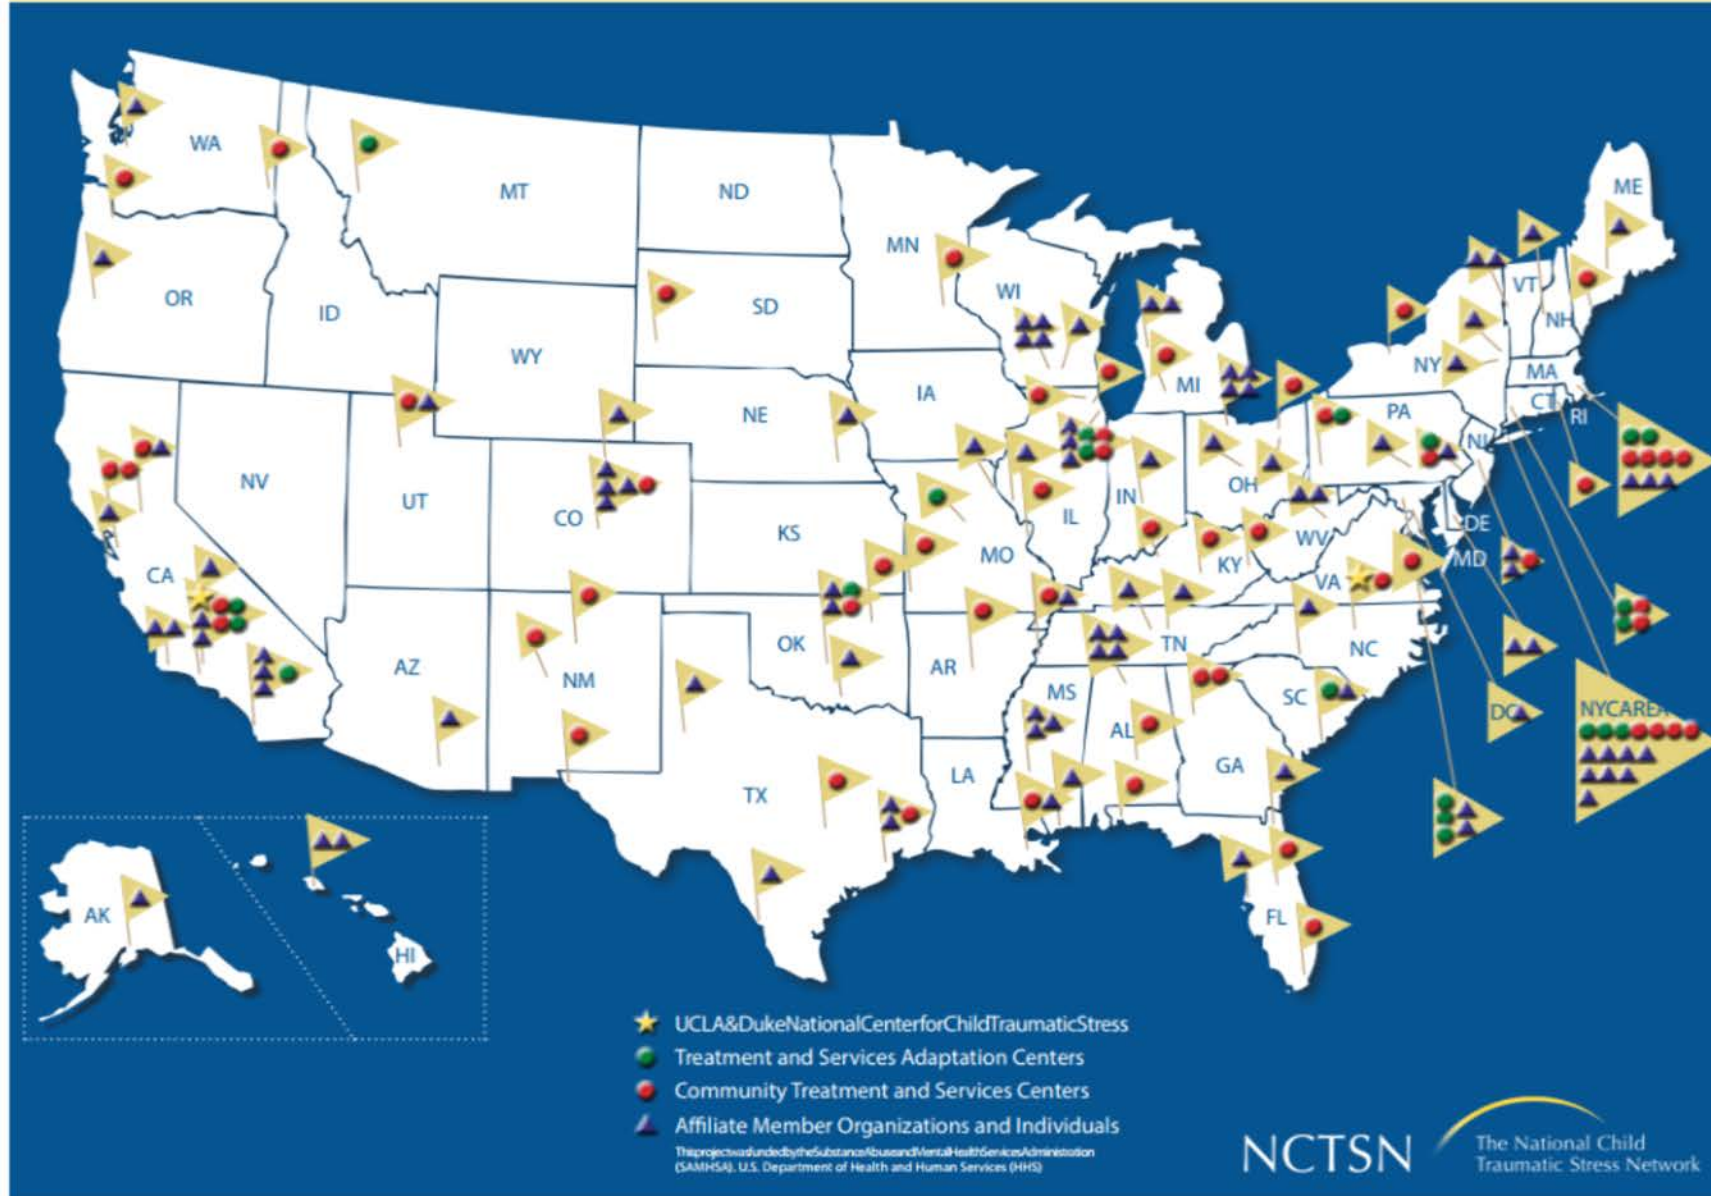 WA
MT
ND
MN
ME
OR
ID
SD
WI
VT
NH
WY
NY
MA
MI
CT
RI
NE
IA
PA
NJ
NV
UT
CO
KS
MO
IL
IN
OH
WV
DE
MD
CA
KY
VA
AZ
NM
OK
AR
TN
NC
MS
AL
SC
DC
NYCAREA
TX
LA
GA
AK
HI
FL
UCLA&DukeNationalCenterforChildTraumaticStress
Treatment and Services Adaptation Centers
Community Treatment and Services Centers
Affiliate Member Organizations and Individuals
ThisprojectwasfundedbytheSubstanceAbuseandMentalHealthServicesAdministration
(SAMHSA), U.S. Department of Health and Human Services (HHS)
NCTSN
The National Child
Traumatic Stress Network